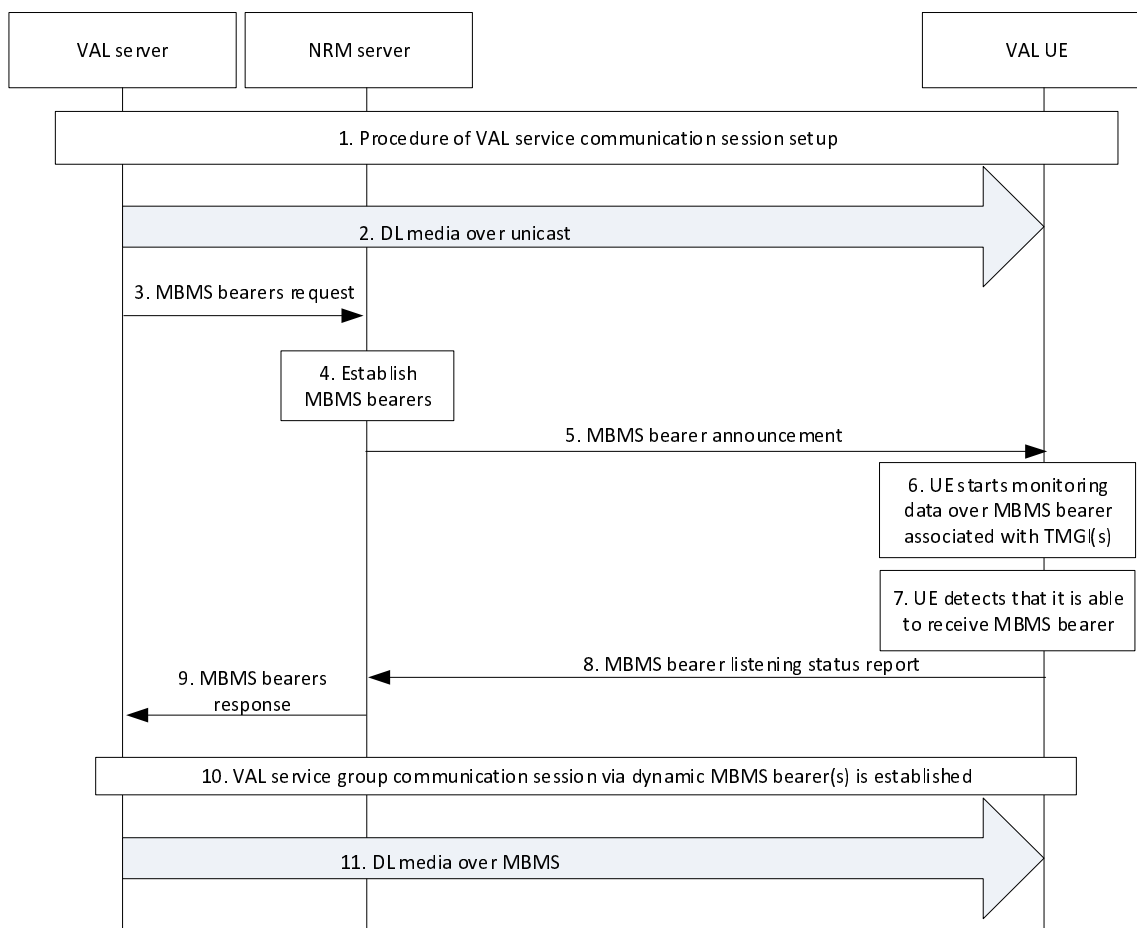 VAL server
NRM server
VAL UE
1. Procedure of VAL service communication session setup
2. DL media over unicast
3. MBMS bearers request
4. Establish
MBMS bearers
5. MBMS bearer announcement
6. UE starts monitoring
data over MBMS bearer
associated with TMGI(s)
7. UE detects that it is able
to receive MBMS bearer
8. MBMS bearer listening status report
9. MBMS bearers
response
10. VAL service group communication session via dynamic MBMS bearer(s) is established
11. DL media over MBMS